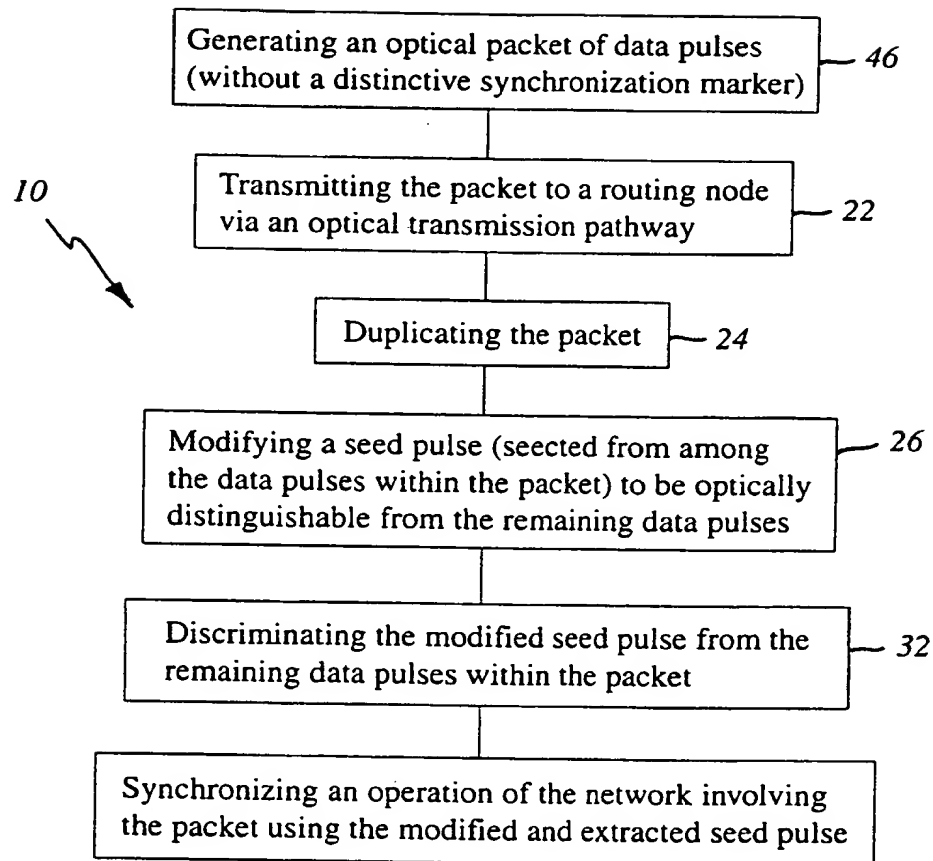 Generating an optical packet of data pulses
(without a distinctive synchronization marker)
46
10
Transmitting the packet to a routing node
via an optical transmission pathway
22
Duplicating the packet
24
Modifying a seed pulse (seected from among
the data pulses within the packet) to be optically
distinguishable from the remaining data pulses
26
Discriminating the modified seed pulse from the
remaining data pulses within the packet
32
Synchronizing an operation of the network involving
the packet using the modified and extracted seed pulse